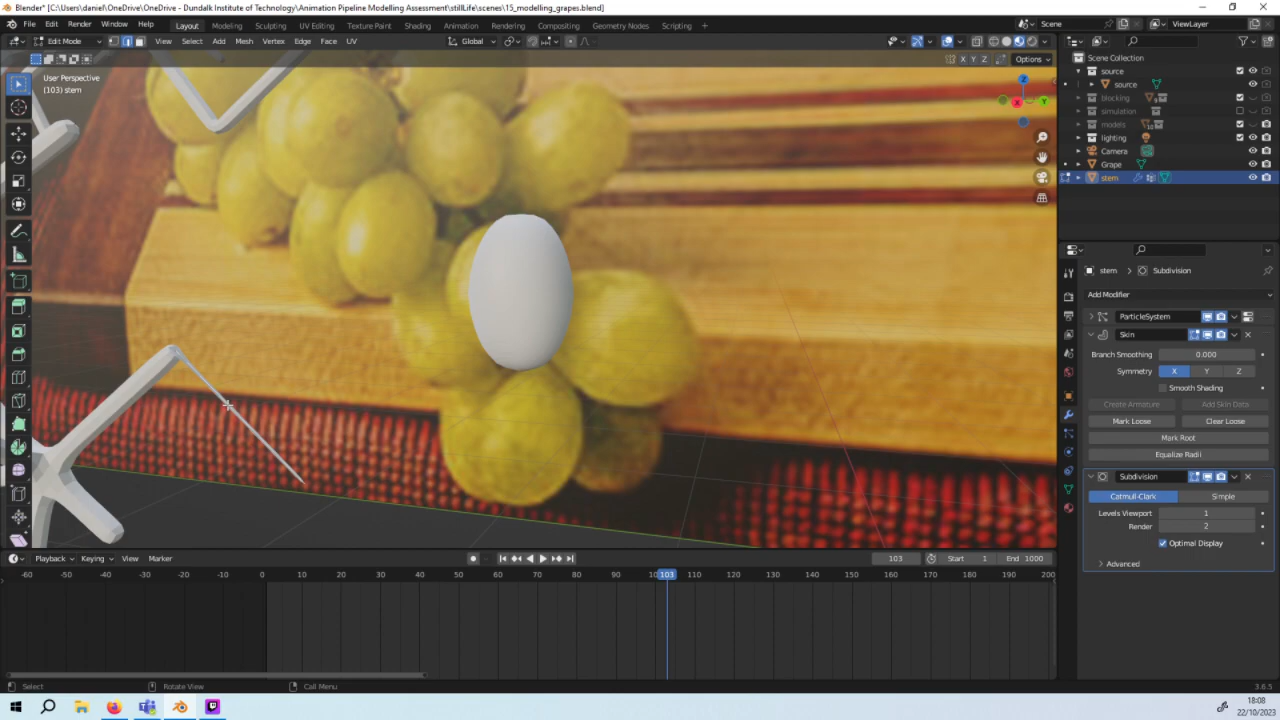 Blender* [C:\Users\daniel\OneDrive\OneDrive - Dundalk Institute of Technology\Animation Pipeline Modelling Assessment\stillLife\scenes\15_modelling_grapes.blend]
File Edit Render Window Help Layout Modeling Sculpting UV Editing Texture Paint Shading Animation Rendering Compositing Geometry Nodes Scripting + Scene ViewLayer
Edit Mode View Select Add Mesh Vertex Edge Face UV Global
X Y Z Options
User Perspective
(103) stem
Z
X
Y
Scene Collection
source
source
blocking
simulation
models
lighting
Camera
Grape
stem
stem > Subdivision
Add Modifier
ParticleSystem
Skin
Branch Smoothing 0.000
Symmetry X Y Z
Smooth Shading
Create Armature Add Skin Data
Mark Loose Clear Loose
Mark Root
Equalize Radii
Subdivision
Catmull-Clark Simple
Levels Viewport 1
Render 2
Optimal Display
Advanced
Playback Keying View Marker 103 Start 1 End 1000
-60 -50 -40 -30 -20 -10 0 10 20 30 40 50 60 70 80 90 103 110 120 130 140 150 160 170 180 190 200
Select Rotate View Call Menu 3.6.5
18:08
22/10/2023